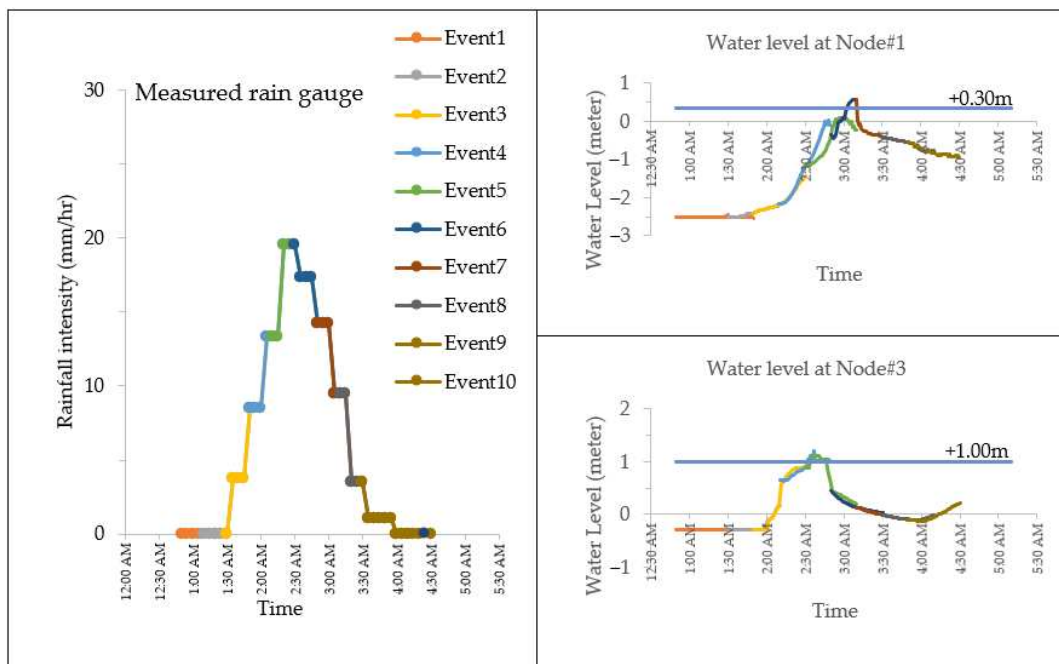 Measured rain gauge
Event1
Event2
Event3
Event4
Event5
Event6
Event7
Event8
Event9
Event10
Rainfall intensity (mm/hr)
30
20
10
0
12:00 AM
12:30 AM
1:00 AM
1:30 AM
2:00 AM
2:30 AM
3:00 AM
3:30 AM
4:00 AM
4:30 AM
5:00 AM
5:30 AM
Time
Water level at Node#1
Water Level (meter)
1
0
−1
−2
−3
+0.30m
12:30 AM
1:00 AM
1:30 AM
2:00 AM
2:30 AM
3:00 AM
3:30 AM
4:00 AM
4:30 AM
5:00 AM
5:30 AM
Time
Water level at Node#3
Water Level (meter)
2
1
0
−1
+1.00m
12:30 AM
1:00 AM
1:30 AM
2:00 AM
2:30 AM
3:00 AM
3:30 AM
4:00 AM
4:30 AM
5:00 AM
5:30 AM
Time